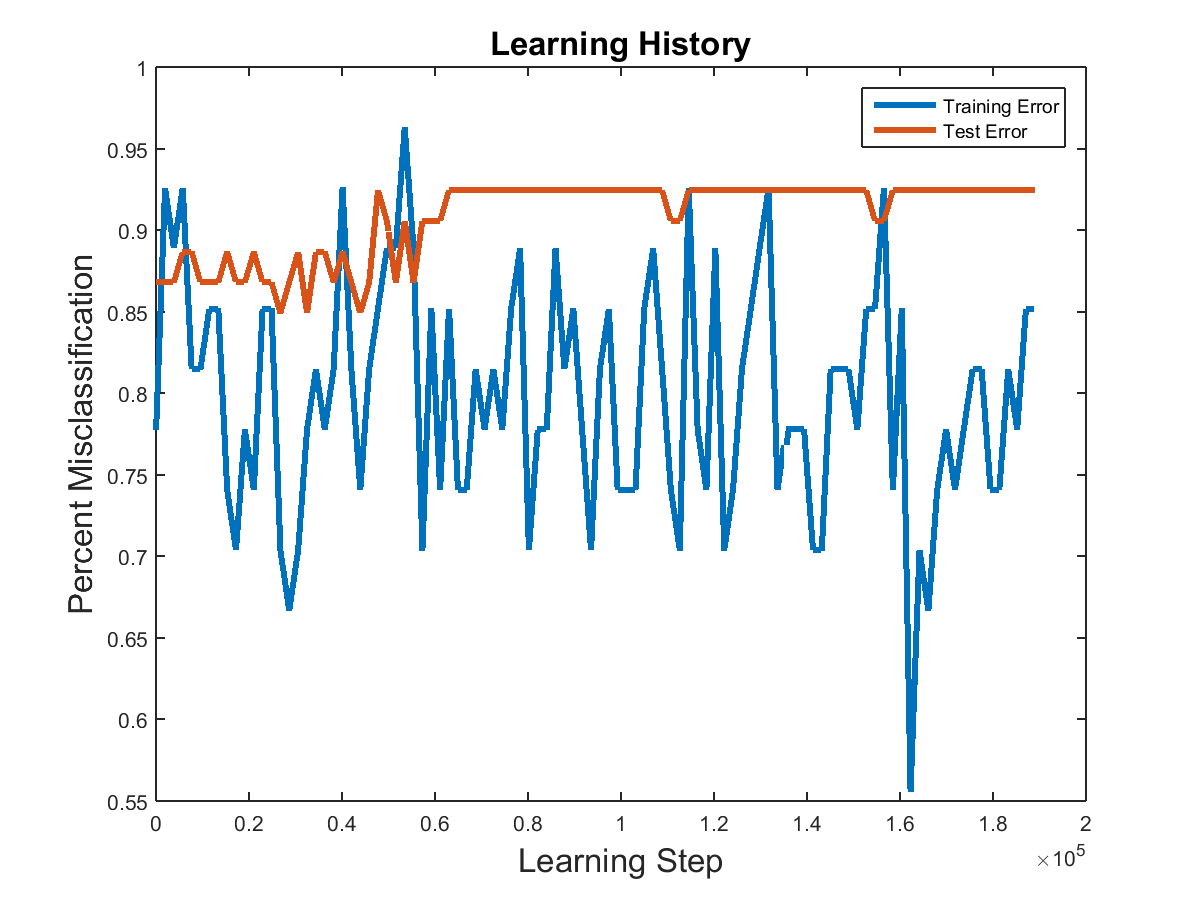 Learning History
Training Error
Test Error
Percent Misclassification
1
0.95
0.9
0.85
0.8
0.75
0.7
0.65
0.6
0.55
0 0.2 0.4 0.6 0.8 1 1.2 1.4 1.6 1.8 2
×10⁵
Learning Step